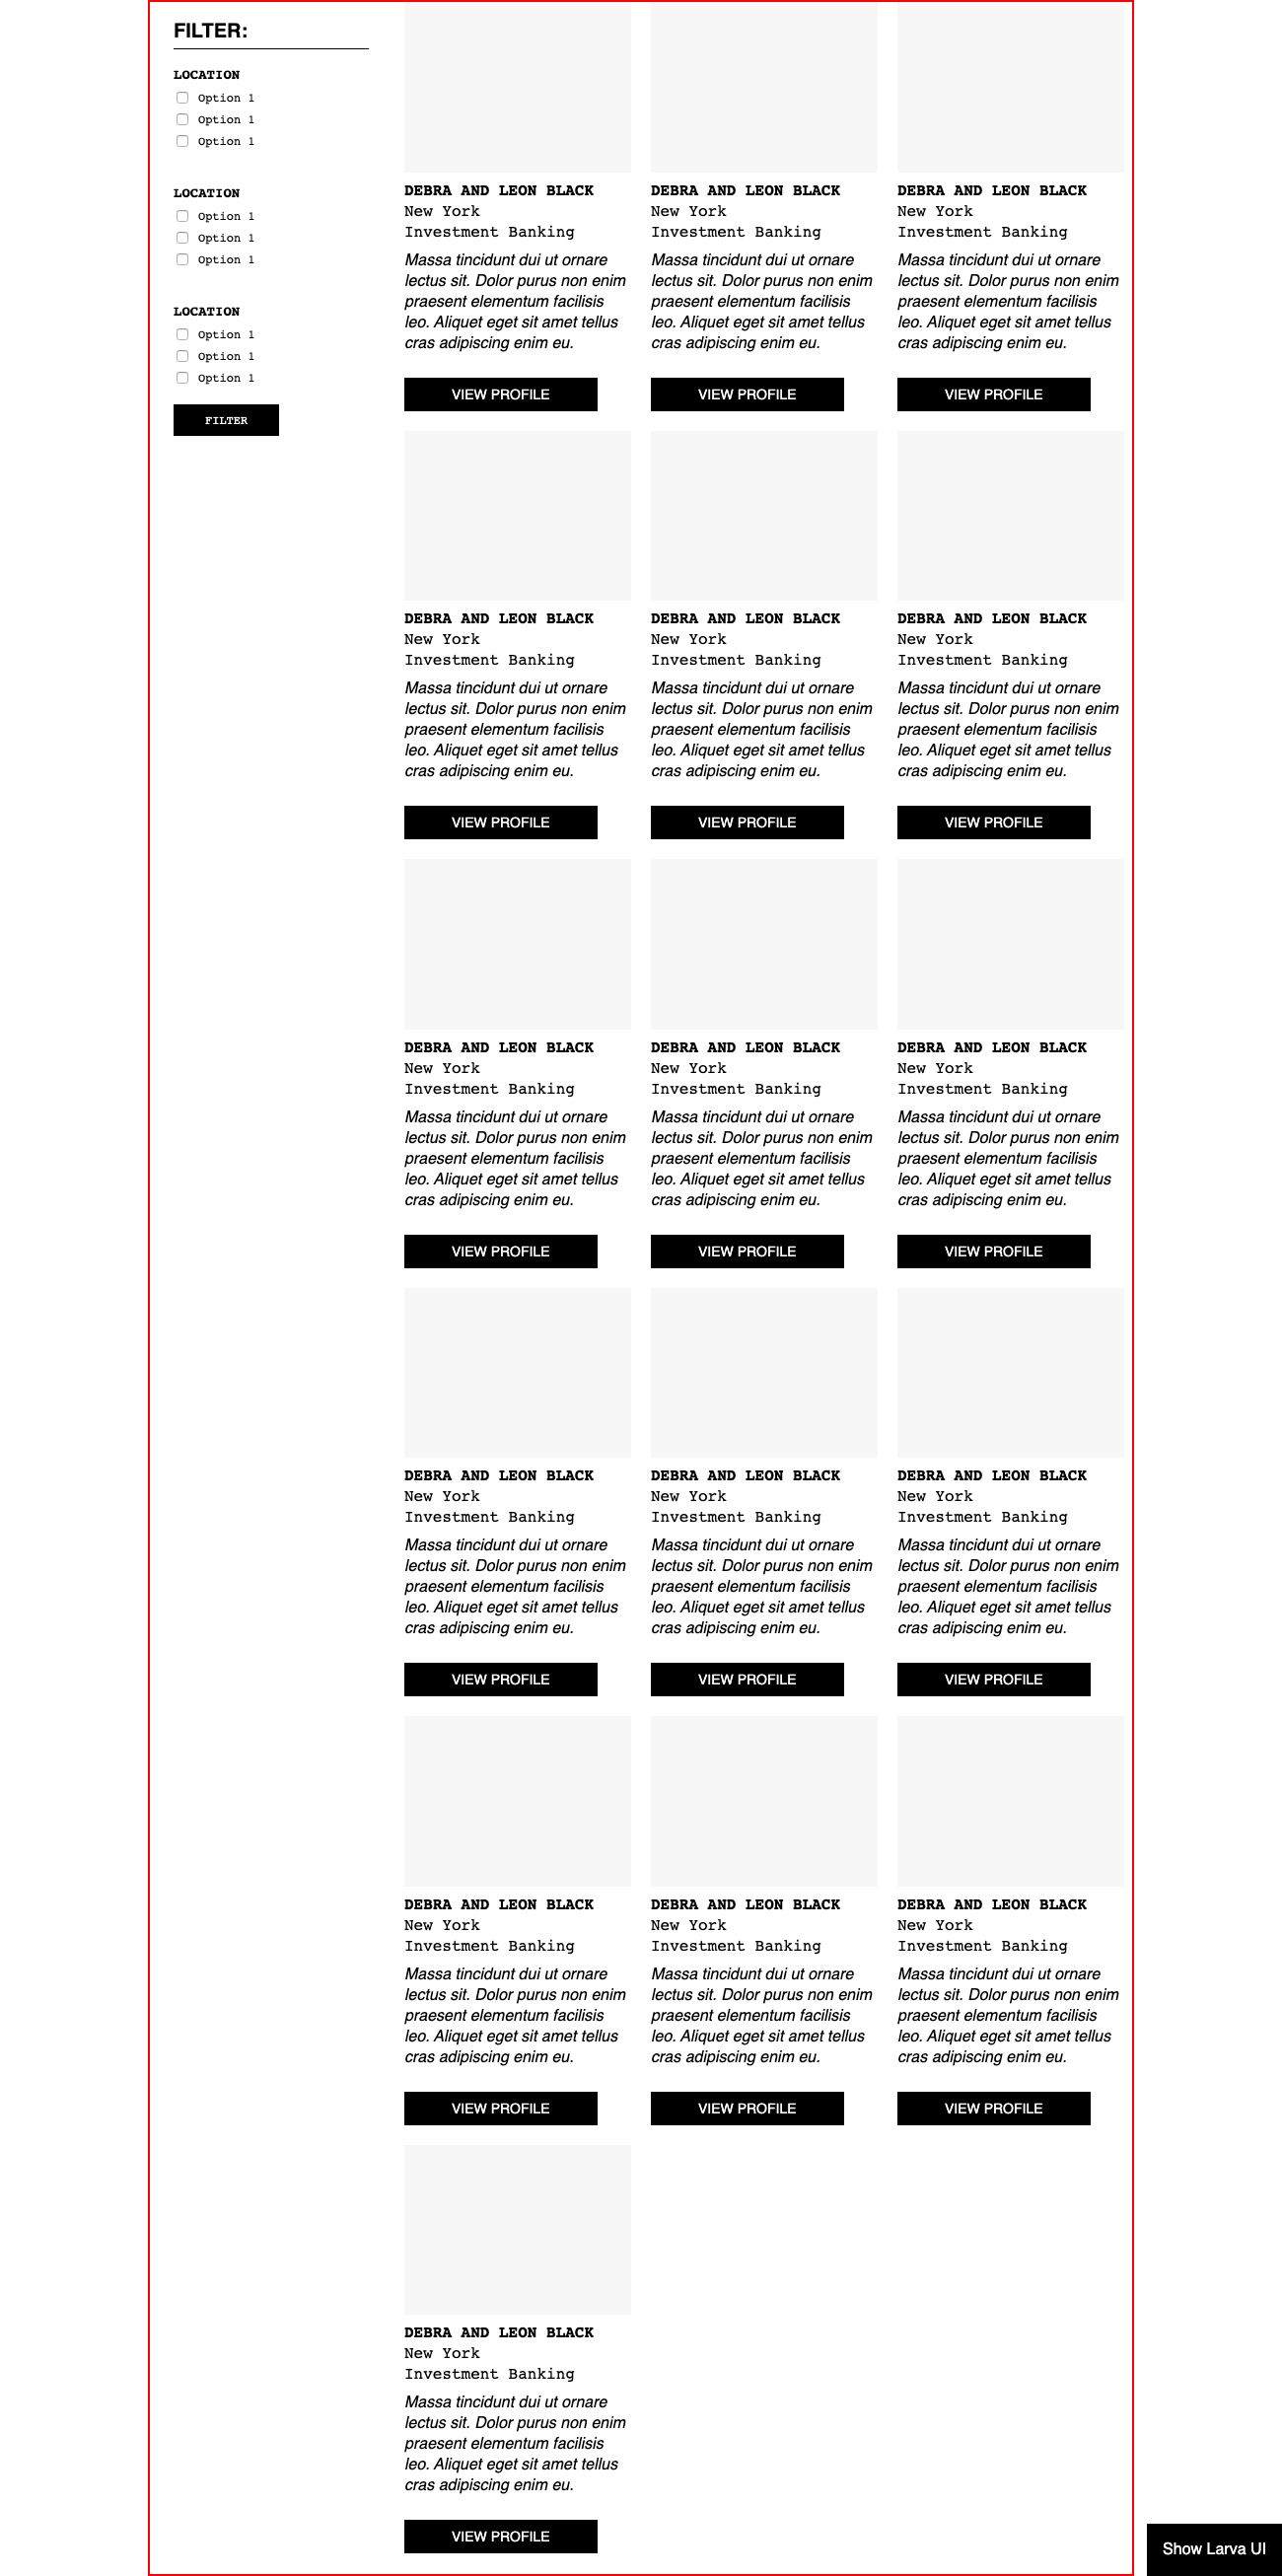 FILTER:
LOCATION
Option 1
Option 1
Option 1
LOCATION
Option 1
Option 1
Option 1
LOCATION
Option 1
Option 1
Option 1
FILTER
DEBRA AND LEON BLACK
New York
Investment Banking
Massa tincidunt dui ut ornare
lectus sit. Dolor purus non enim
praesent elementum facilisis
leo. Aliquet eget sit amet tellus
cras adipiscing enim eu.
VIEW PROFILE
DEBRA AND LEON BLACK
New York
Investment Banking
Massa tincidunt dui ut ornare
lectus sit. Dolor purus non enim
praesent elementum facilisis
leo. Aliquet eget sit amet tellus
cras adipiscing enim eu.
VIEW PROFILE
DEBRA AND LEON BLACK
New York
Investment Banking
Massa tincidunt dui ut ornare
lectus sit. Dolor purus non enim
praesent elementum facilisis
leo. Aliquet eget sit amet tellus
cras adipiscing enim eu.
VIEW PROFILE
DEBRA AND LEON BLACK
New York
Investment Banking
Massa tincidunt dui ut ornare
lectus sit. Dolor purus non enim
praesent elementum facilisis
leo. Aliquet eget sit amet tellus
cras adipiscing enim eu.
VIEW PROFILE
DEBRA AND LEON BLACK
New York
Investment Banking
Massa tincidunt dui ut ornare
lectus sit. Dolor purus non enim
praesent elementum facilisis
leo. Aliquet eget sit amet tellus
cras adipiscing enim eu.
VIEW PROFILE
DEBRA AND LEON BLACK
New York
Investment Banking
Massa tincidunt dui ut ornare
lectus sit. Dolor purus non enim
praesent elementum facilisis
leo. Aliquet eget sit amet tellus
cras adipiscing enim eu.
VIEW PROFILE
DEBRA AND LEON BLACK
New York
Investment Banking
Massa tincidunt dui ut ornare
lectus sit. Dolor purus non enim
praesent elementum facilisis
leo. Aliquet eget sit amet tellus
cras adipiscing enim eu.
VIEW PROFILE
DEBRA AND LEON BLACK
New York
Investment Banking
Massa tincidunt dui ut ornare
lectus sit. Dolor purus non enim
praesent elementum facilisis
leo. Aliquet eget sit amet tellus
cras adipiscing enim eu.
VIEW PROFILE
DEBRA AND LEON BLACK
New York
Investment Banking
Massa tincidunt dui ut ornare
lectus sit. Dolor purus non enim
praesent elementum facilisis
leo. Aliquet eget sit amet tellus
cras adipiscing enim eu.
VIEW PROFILE
DEBRA AND LEON BLACK
New York
Investment Banking
Massa tincidunt dui ut ornare
lectus sit. Dolor purus non enim
praesent elementum facilisis
leo. Aliquet eget sit amet tellus
cras adipiscing enim eu.
VIEW PROFILE
DEBRA AND LEON BLACK
New York
Investment Banking
Massa tincidunt dui ut ornare
lectus sit. Dolor purus non enim
praesent elementum facilisis
leo. Aliquet eget sit amet tellus
cras adipiscing enim eu.
VIEW PROFILE
DEBRA AND LEON BLACK
New York
Investment Banking
Massa tincidunt dui ut ornare
lectus sit. Dolor purus non enim
praesent elementum facilisis
leo. Aliquet eget sit amet tellus
cras adipiscing enim eu.
VIEW PROFILE
DEBRA AND LEON BLACK
New York
Investment Banking
Massa tincidunt dui ut ornare
lectus sit. Dolor purus non enim
praesent elementum facilisis
leo. Aliquet eget sit amet tellus
cras adipiscing enim eu.
VIEW PROFILE
DEBRA AND LEON BLACK
New York
Investment Banking
Massa tincidunt dui ut ornare
lectus sit. Dolor purus non enim
praesent elementum facilisis
leo. Aliquet eget sit amet tellus
cras adipiscing enim eu.
VIEW PROFILE
DEBRA AND LEON BLACK
New York
Investment Banking
Massa tincidunt dui ut ornare
lectus sit. Dolor purus non enim
praesent elementum facilisis
leo. Aliquet eget sit amet tellus
cras adipiscing enim eu.
VIEW PROFILE
DEBRA AND LEON BLACK
New York
Investment Banking
Massa tincidunt dui ut ornare
lectus sit. Dolor purus non enim
praesent elementum facilisis
leo. Aliquet eget sit amet tellus
cras adipiscing enim eu.
VIEW PROFILE
Show Larva UI